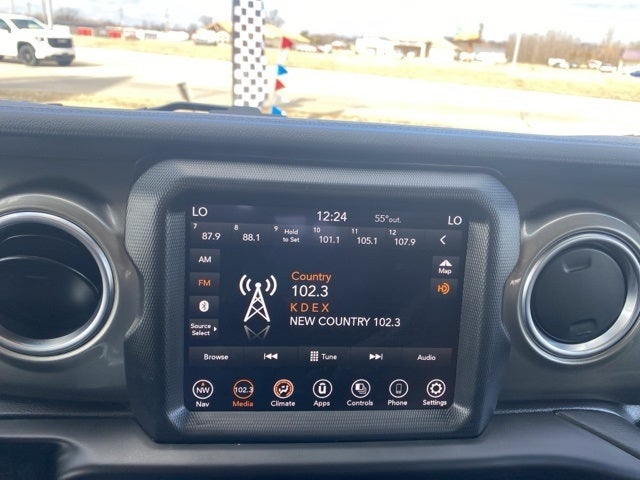 LO 12:24 55°out. LO
7 87.9 8 88.1 9 Hold to Set 10 101.1 11 105.1 12 107.9
AM
FM
Source Select
Country
102.3
KDEX
NEW COUNTRY 102.3
Map
HD
Browse Tune Audio
NW 102.3
Nav Media Climate Apps Controls Phone Settings